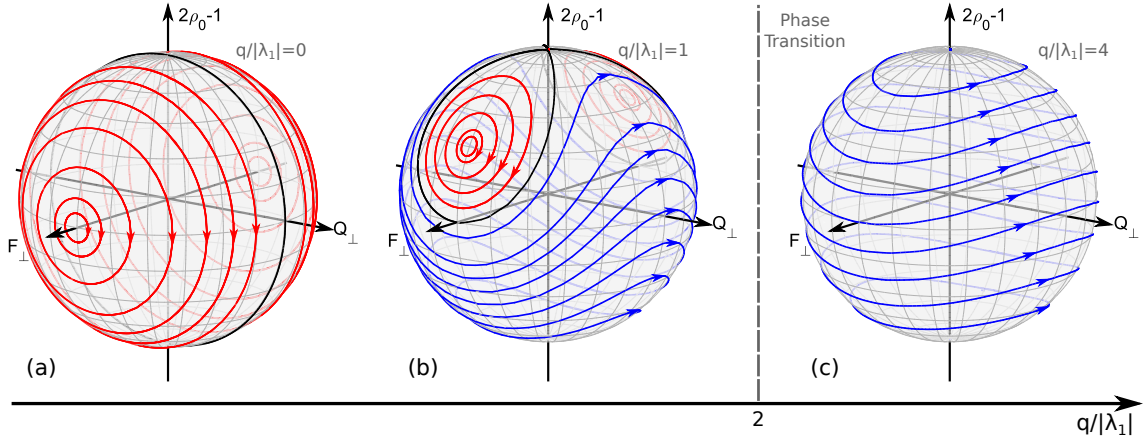 2ρ₀-1
q/|λ₁|=0
F⊥
Q⊥
(a)
2ρ₀-1
q/|λ₁|=1
F⊥
Q⊥
(b)
Phase
Transition
2ρ₀-1
q/|λ₁|=4
F⊥
Q⊥
(c)
2
q/|λ₁|